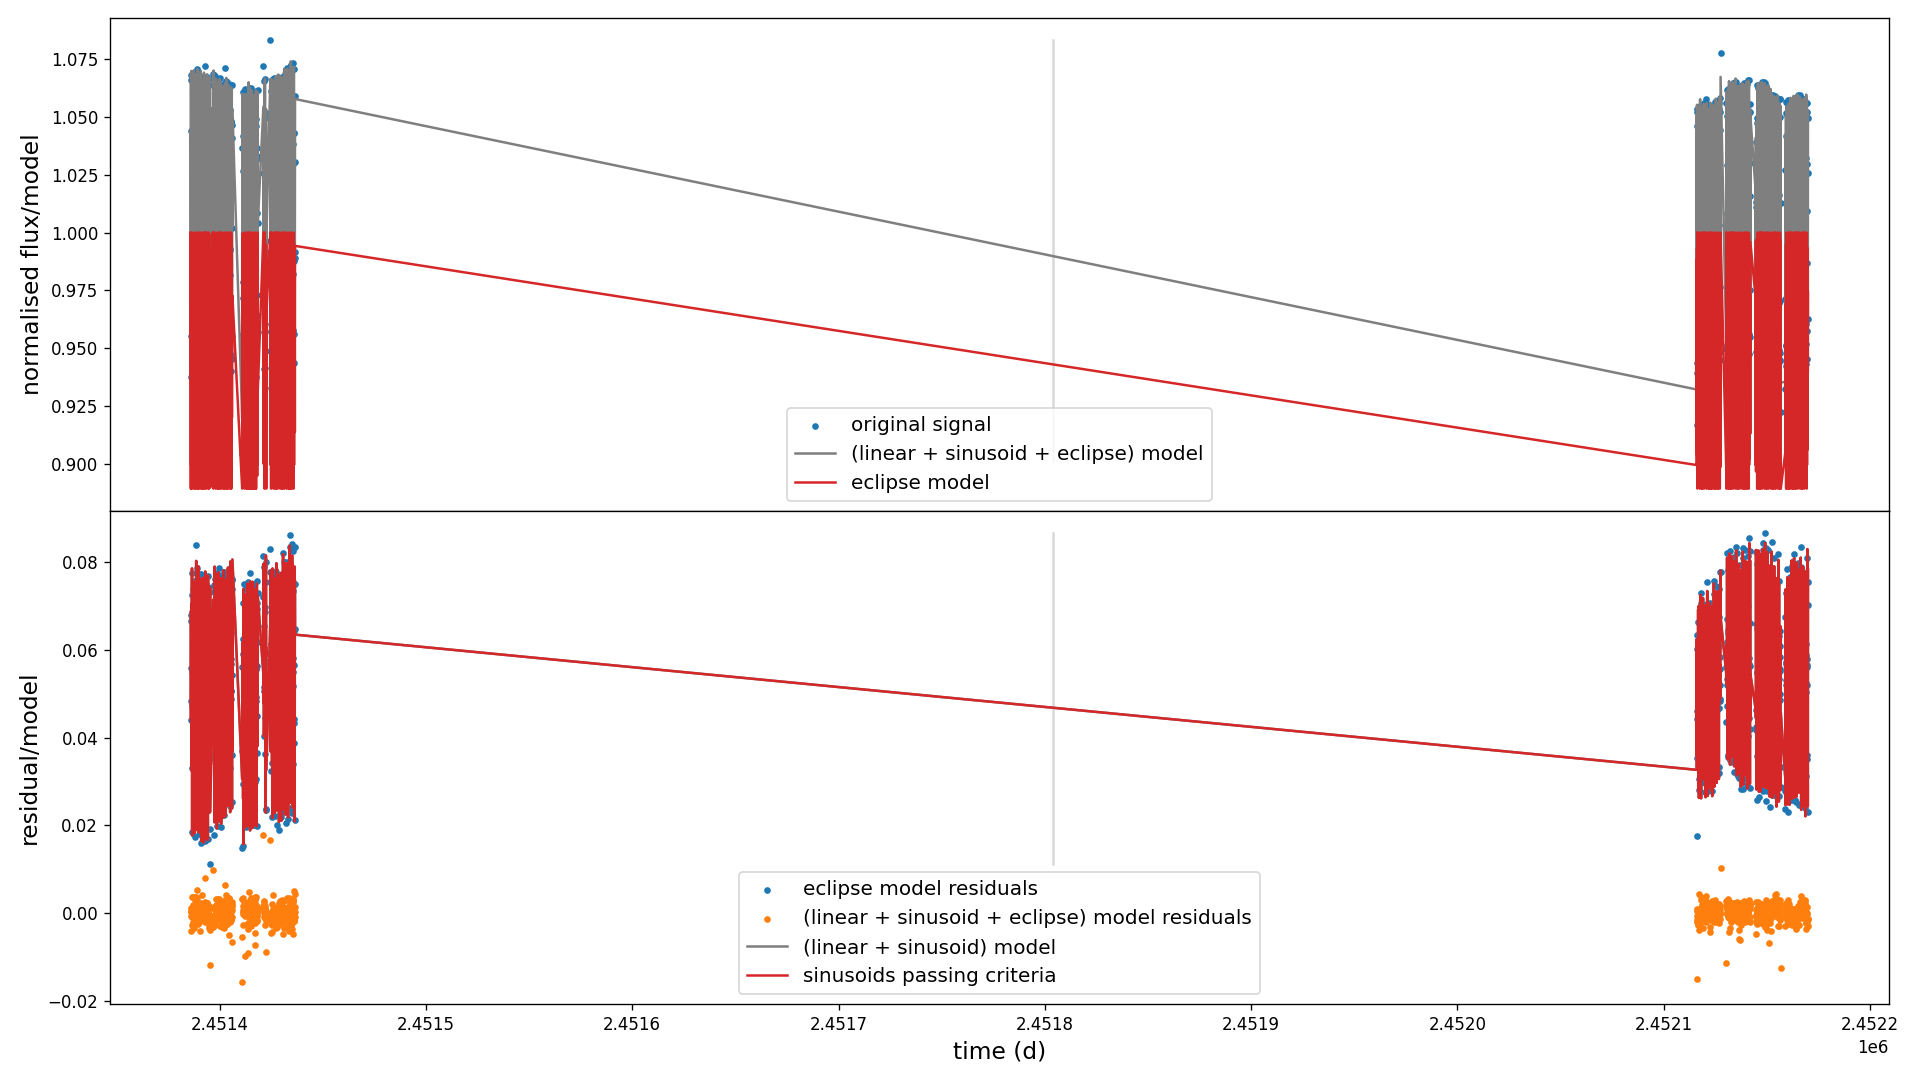 1.075
1.050
1.025
1.000
0.975
0.950
0.925
0.900
normalised flux/model
original signal
(linear + sinusoid + eclipse) model
eclipse model
0.08
0.06
0.04
0.02
0.00
−0.02
residual/model
eclipse model residuals
(linear + sinusoid + eclipse) model residuals
(linear + sinusoid) model
sinusoids passing criteria
2.4514 2.4515 2.4516 2.4517 2.4518 2.4519 2.4520 2.4521 2.4522
1e6
time (d)